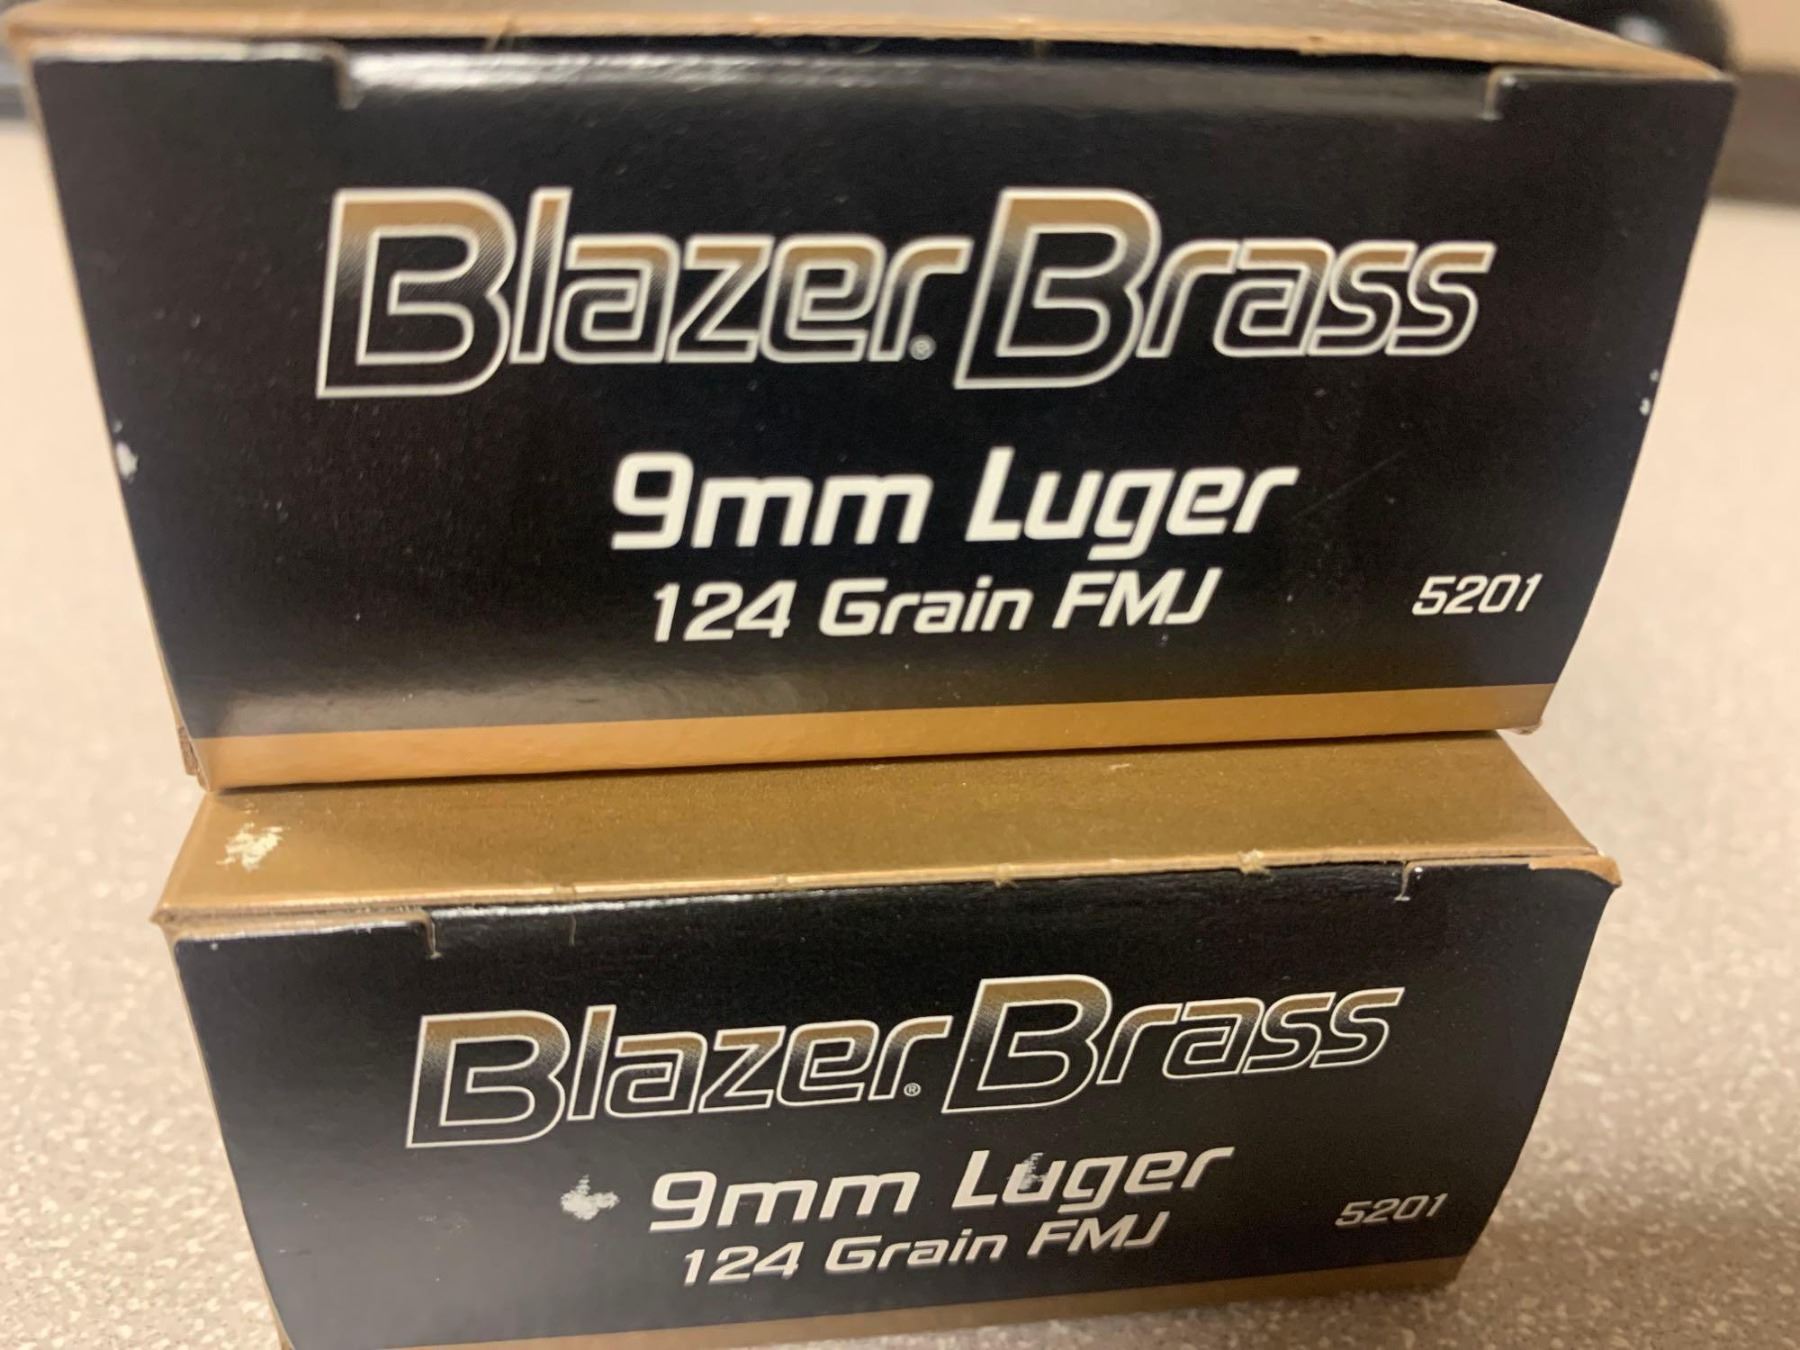 Blazer® Brass
9mm Luger
124 Grain FMJ
5201
Blazer® Brass
9mm Luger
124 Grain FMJ
5201